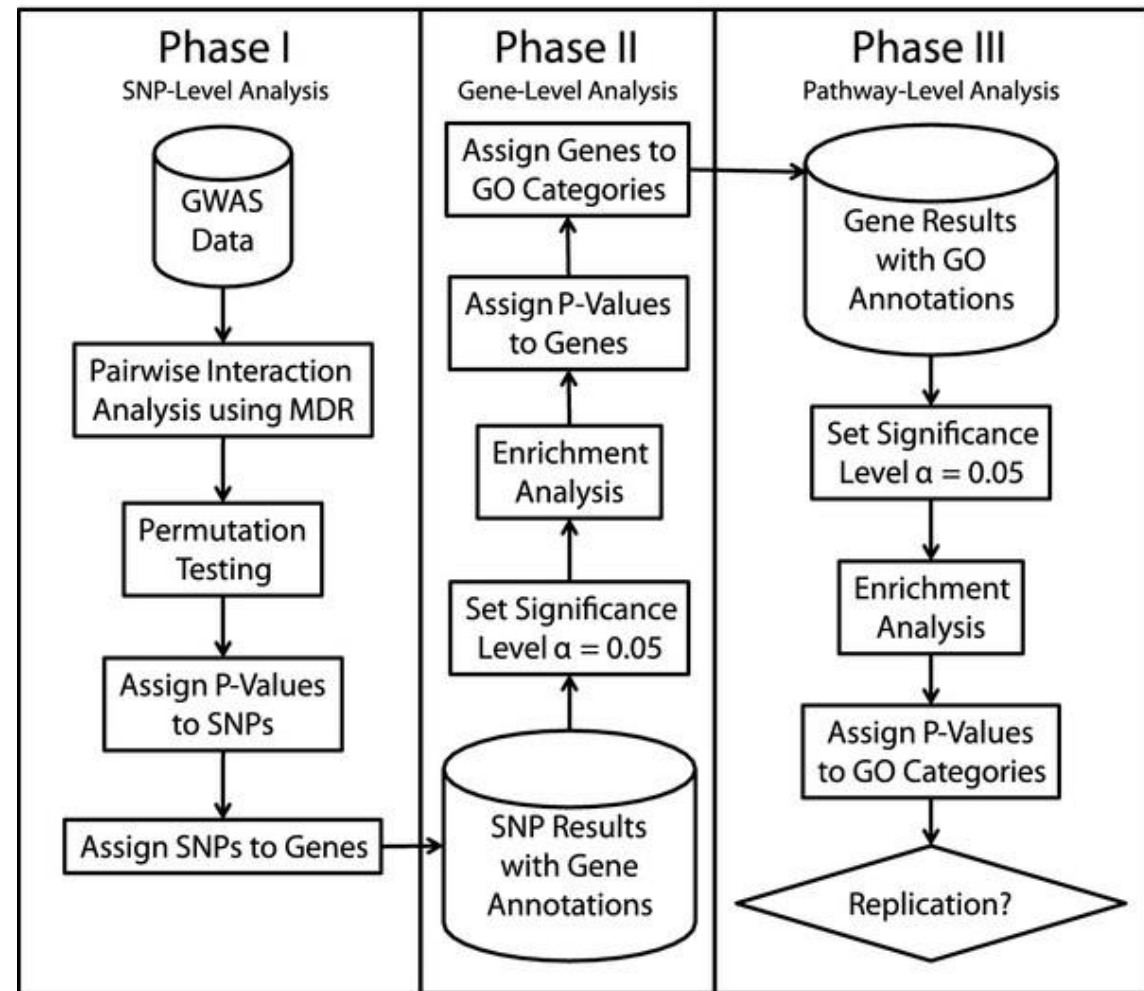 Phase I
SNP-Level Analysis
GWAS
Data
Pairwise Interaction
Analysis using MDR
Permutation
Testing
Assign P-Values
to SNPs
Assign SNPs to Genes
Phase II
Gene-Level Analysis
Assign Genes to
GO Categories
Assign P-Values
to Genes
Enrichment
Analysis
Set Significance
Level α = 0.05
SNP Results
with Gene
Annotations
Phase III
Pathway-Level Analysis
Gene Results
with GO
Annotations
Set Significance
Level α = 0.05
Enrichment
Analysis
Assign P-Values
to GO Categories
Replication?